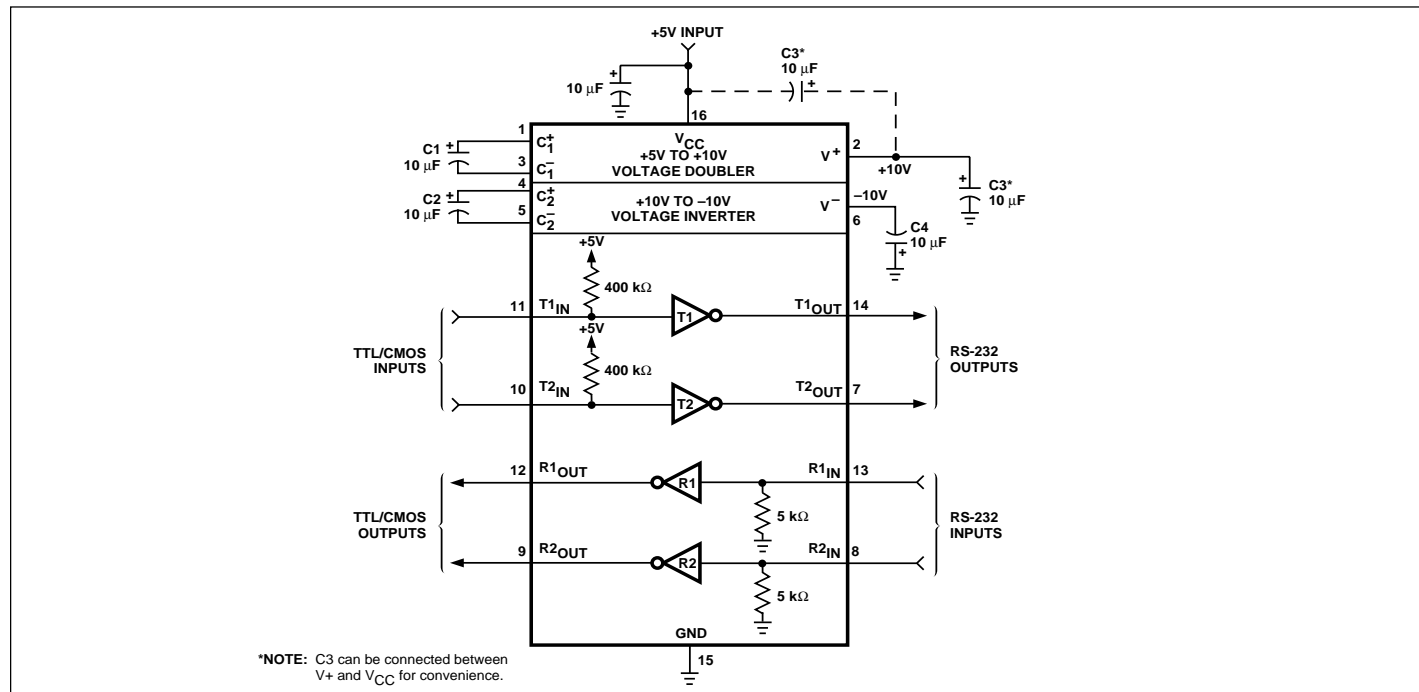 +5V INPUT
C3*
10 µF
+
+
10 µF
16
1
C1
+
10 µF
3
4
C2
+
10 µF
5
C1+
C1−
C2+
C2−
VCC
+5V TO +10V
VOLTAGE DOUBLER
+10V TO –10V
VOLTAGE INVERTER
V+
2
+10V
+
C3*
10 µF
V−
–10V
6
C4
10 µF
+
+5V
400 kΩ
11
T1IN
T1
T1OUT
14
+5V
400 kΩ
10
T2IN
T2
T2OUT
7
TTL/CMOS
INPUTS
RS-232
OUTPUTS
12
R1OUT
R1
R1IN
13
5 kΩ
9
R2OUT
R2
R2IN
8
5 kΩ
TTL/CMOS
OUTPUTS
RS-232
INPUTS
GND
15
*NOTE: C3 can be connected between
V+ and VCC for convenience.